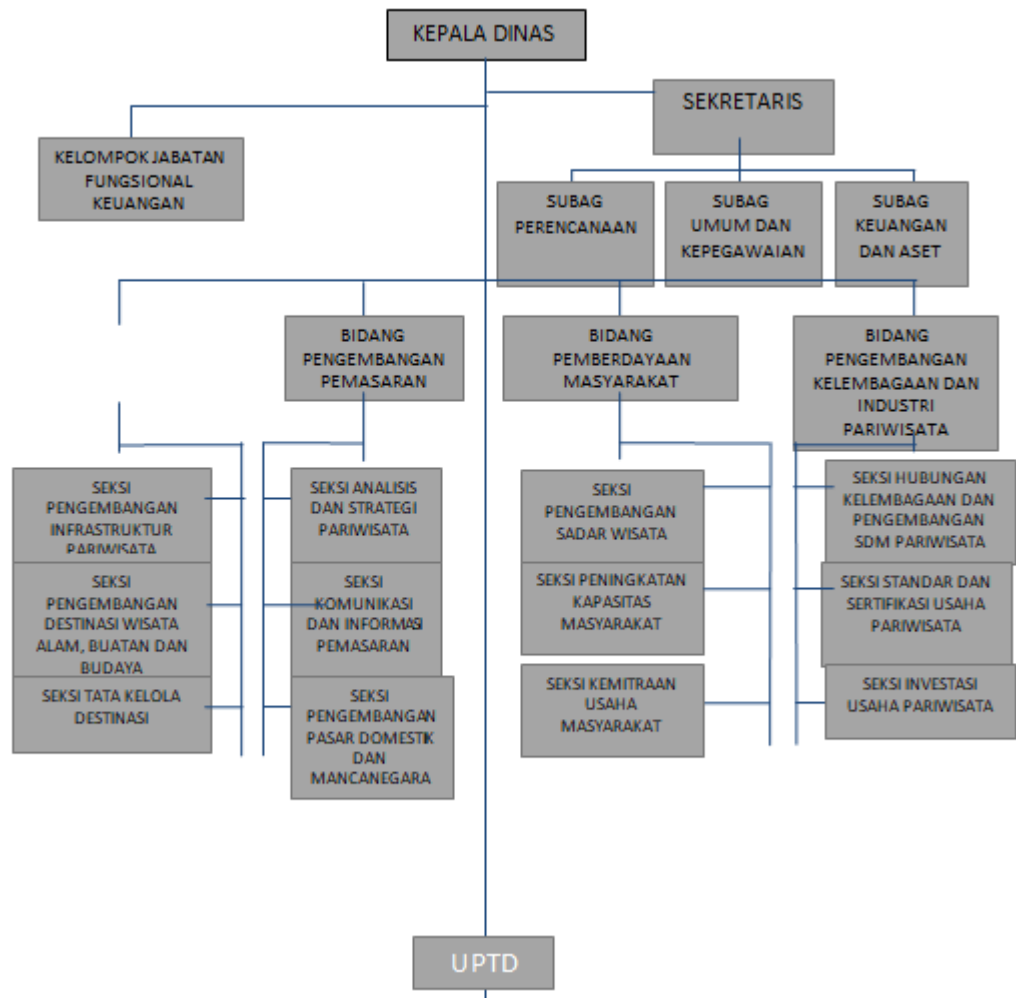 KEPALA DINAS
SEKRETARIS
KELOMPOK JABATAN
FUNGSIONAL
KEUANGAN
SUBAG
PERENCANAAN
SUBAG
UMUM DAN
KEPEGAWAIAN
SUBAG
KEUANGAN
DAN ASET
BIDANG
PENGEMBANGAN
PEMASARAN
BIDANG
PEMBERDAYAAN
MASYARAKAT
BIDANG
PENGEMBANGAN
KELEMBAGAAN DAN
INDUSTRI
PARIWISATA
SEKSI
PENGEMBANGAN
INFRASTRUKTUR
PARIWISATA
SEKSI ANALISIS
DAN STRATEGI
PARIWISATA
SEKSI
PENGEMBANGAN
SADAR WISATA
SEKSI HUBUNGAN
KELEMBAGAAN DAN
PENGEMBANGAN
SDM PARIWISATA
SEKSI
PENGEMBANGAN
DESTINASI WISATA
ALAM, BUATAN DAN
BUDAYA
SEKSI
KOMUNIKASI
DAN INFORMASI
PEMASARAN
SEKSI PENINGKATAN
KAPASITAS
MASYARAKAT
SEKSI STANDAR DAN
SERTIFIKASI USAHA
PARIWISATA
SEKSI TATA KELOLA
DESTINASI
SEKSI
PENGEMBANGAN
PASAR DOMESTIK
DAN
MANCANEGARA
SEKSI KEMITRAAN
USAHA
MASYARAKAT
SEKSI INVESTASI
USAHA PARIWISATA
UPTD